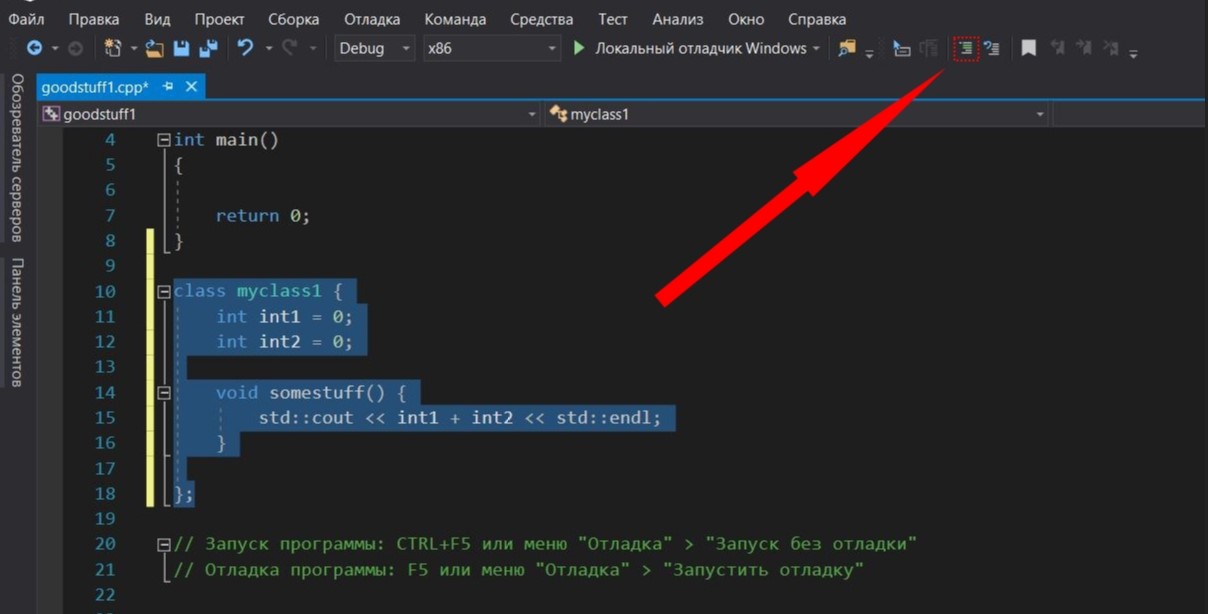 Файл Правка Вид Проект Сборка Отладка Команда Средства Тест Анализ Окно Справка
Debug x86 Локальный отладчик Windows
Обозреватель серверов
Панель элементов
goodstuff1.cpp*
goodstuff1 myclass1
4 int main()
5 {
6
7 return 0;
8 }
9
10 class myclass1 {
11 int int1 = 0;
12 int int2 = 0;
13
14 void somestuff() {
15 std::cout << int1 + int2 << std::endl;
16 }
17
18 };
19
20 // Запуск программы: CTRL+F5 или меню "Отладка" > "Запуск без отладки"
21 // Отладка программы: F5 или меню "Отладка" > "Запустить отладку"
22